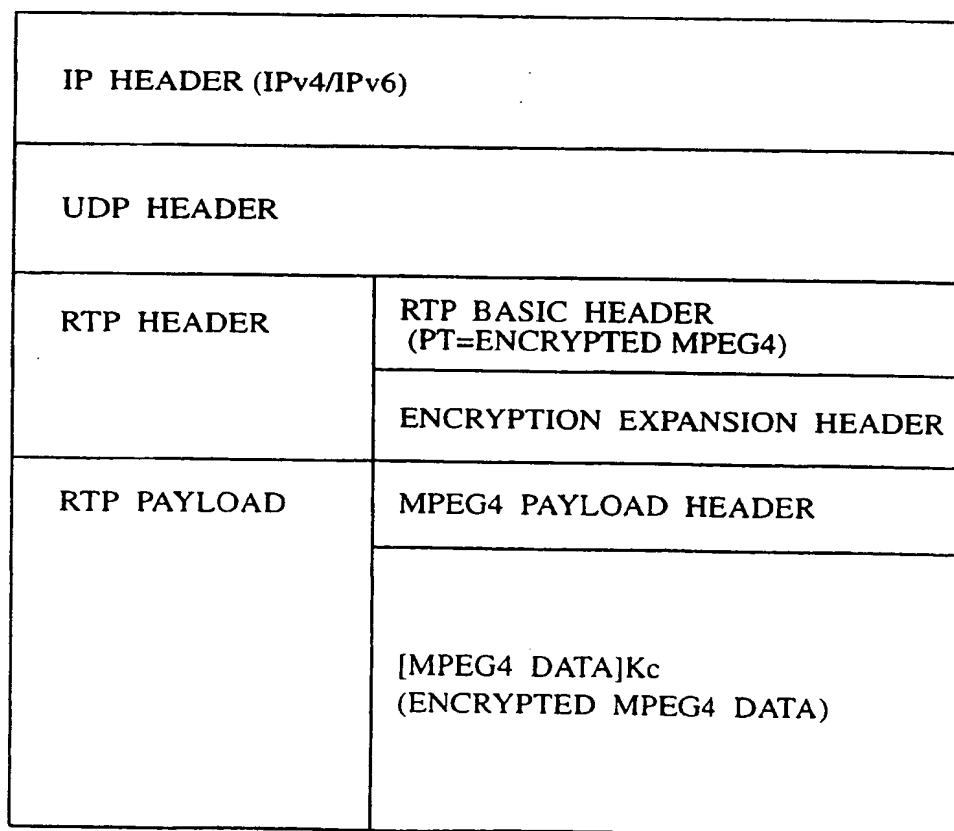 IP HEADER (IPv4/IPv6)
UDP HEADER
RTP HEADER
RTP BASIC HEADER
(PT=ENCRYPTED MPEG4)
ENCRYPTION EXPANSION HEADER
RTP PAYLOAD
MPEG4 PAYLOAD HEADER
[MPEG4 DATA]Kc
(ENCRYPTED MPEG4 DATA)